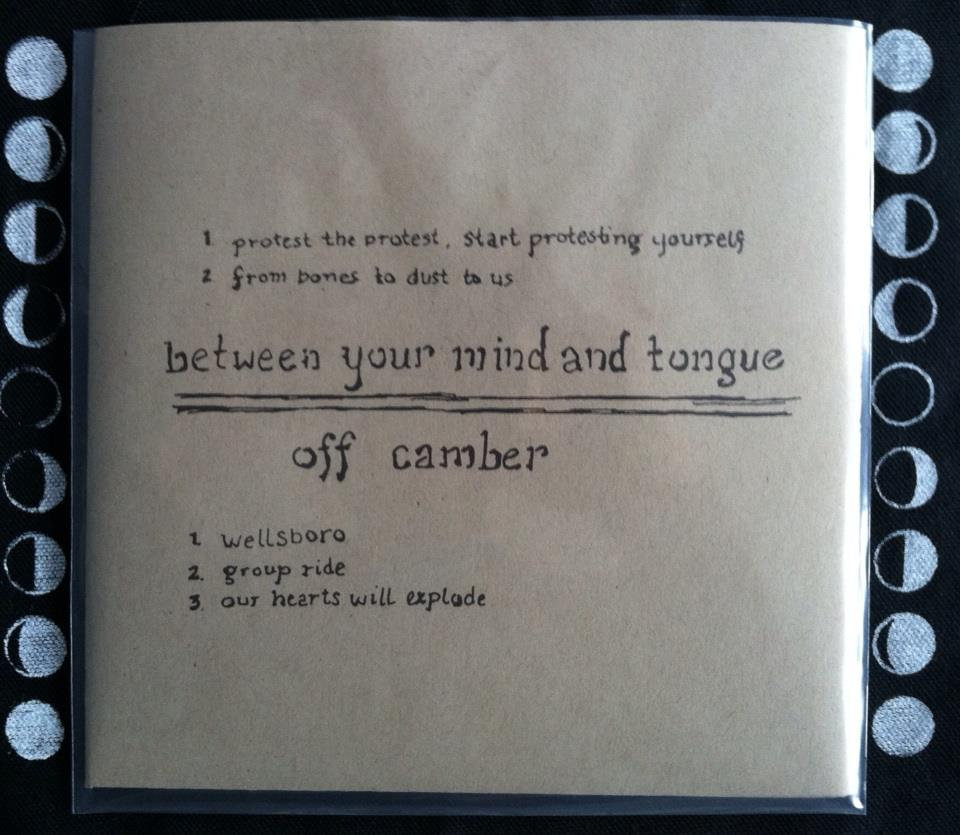 1 protest the protest, start protesting yourself
2 from bones to dust to us
between your mind and tongue
off camber
1. wellsboro
2. group ride
3. our hearts will explode